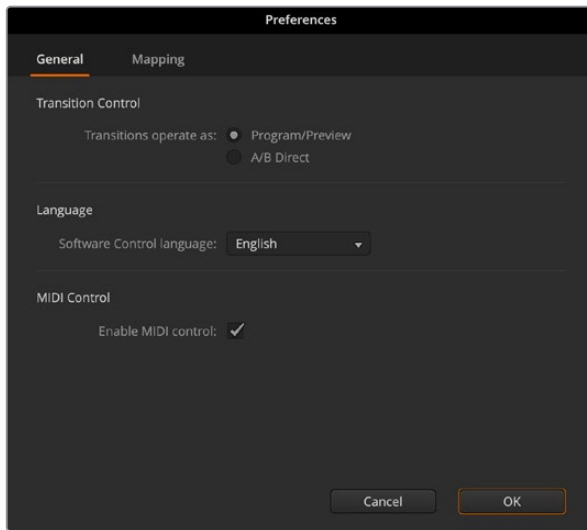 Preferences
General Mapping
Transition Control
Transitions operate as: Program/Preview
A/B Direct
Language
Software Control language: English
MIDI Control
Enable MIDI control:
Cancel OK